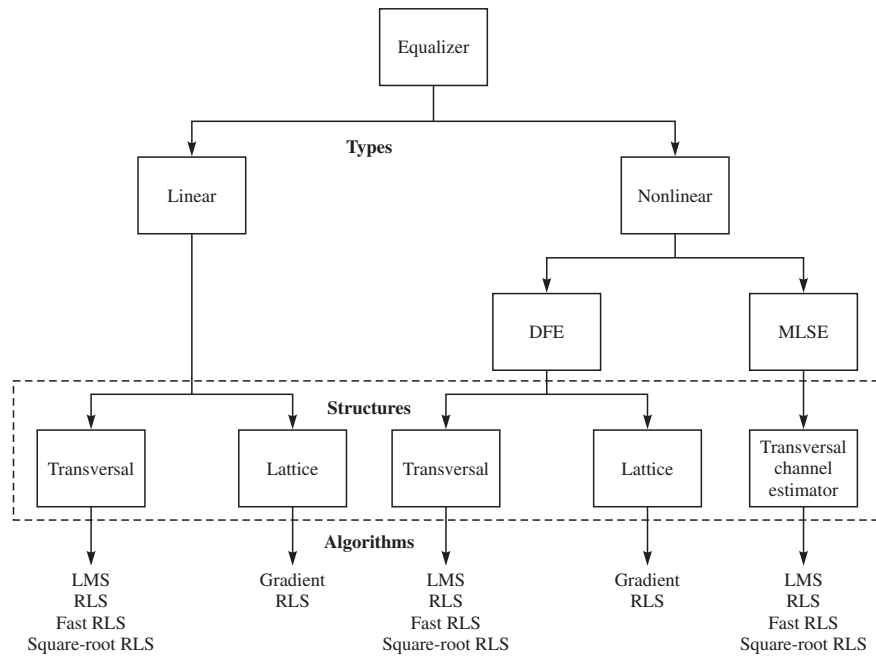 Equalizer
Types
Linear
Nonlinear
DFE
MLSE
Structures
Transversal
Lattice
Transversal
Lattice
Transversal
channel
estimator
Algorithms
LMS
RLS
Fast RLS
Square-root RLS
Gradient
RLS
LMS
RLS
Fast RLS
Square-root RLS
Gradient
RLS
LMS
RLS
Fast RLS
Square-root RLS